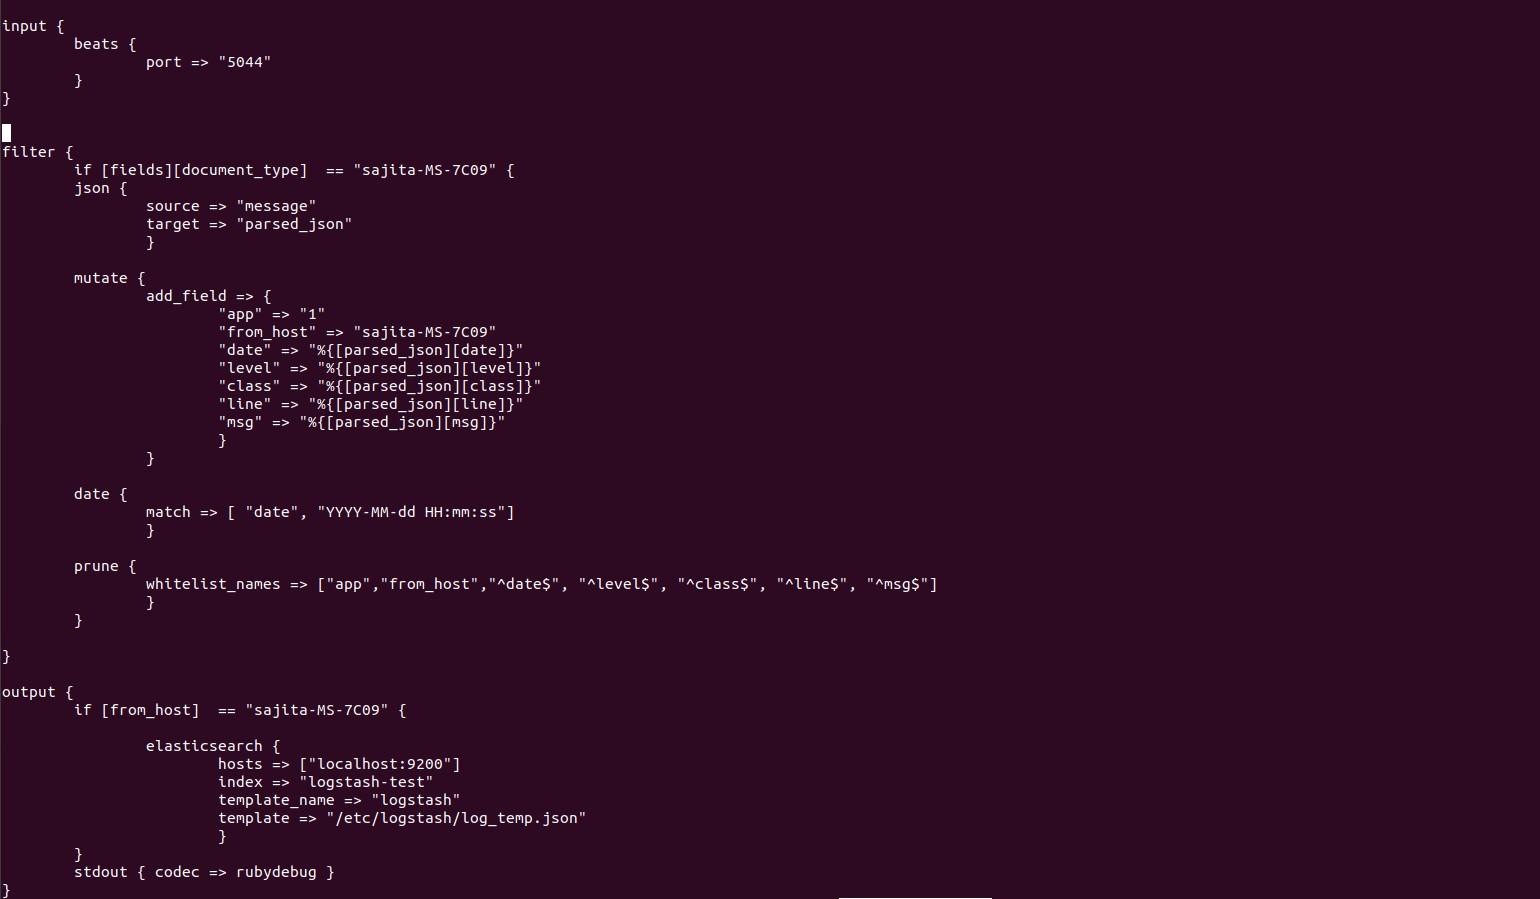 input {
        beats {
                port => "5044"
        }
}
filter {
        if [fields][document_type]  == "sajita-MS-7C09" {
        json {
                source => "message"
                target => "parsed_json"
                }
        mutate {
                add_field => {
                        "app" => "1"
                        "from_host" => "sajita-MS-7C09"
                        "date" => "%{[parsed_json][date]}"
                        "level" => "%{[parsed_json][level]}"
                        "class" => "%{[parsed_json][class]}"
                        "line" => "%{[parsed_json][line]}"
                        "msg" => "%{[parsed_json][msg]}"
                        }
                }
        date {
                match => [ "date", "YYYY-MM-dd HH:mm:ss"]
                }
        prune {
                whitelist_names => ["app","from_host","^date$", "^level$", "^class$", "^line$", "^msg$"]
                }
        }
}
output {
        if [from_host]  == "sajita-MS-7C09" {
                elasticsearch {
                        hosts => ["localhost:9200"]
                        index => "logstash-test"
                        template_name => "logstash"
                        template => "/etc/logstash/log_temp.json"
                        }
        }
        stdout { codec => rubydebug }
}